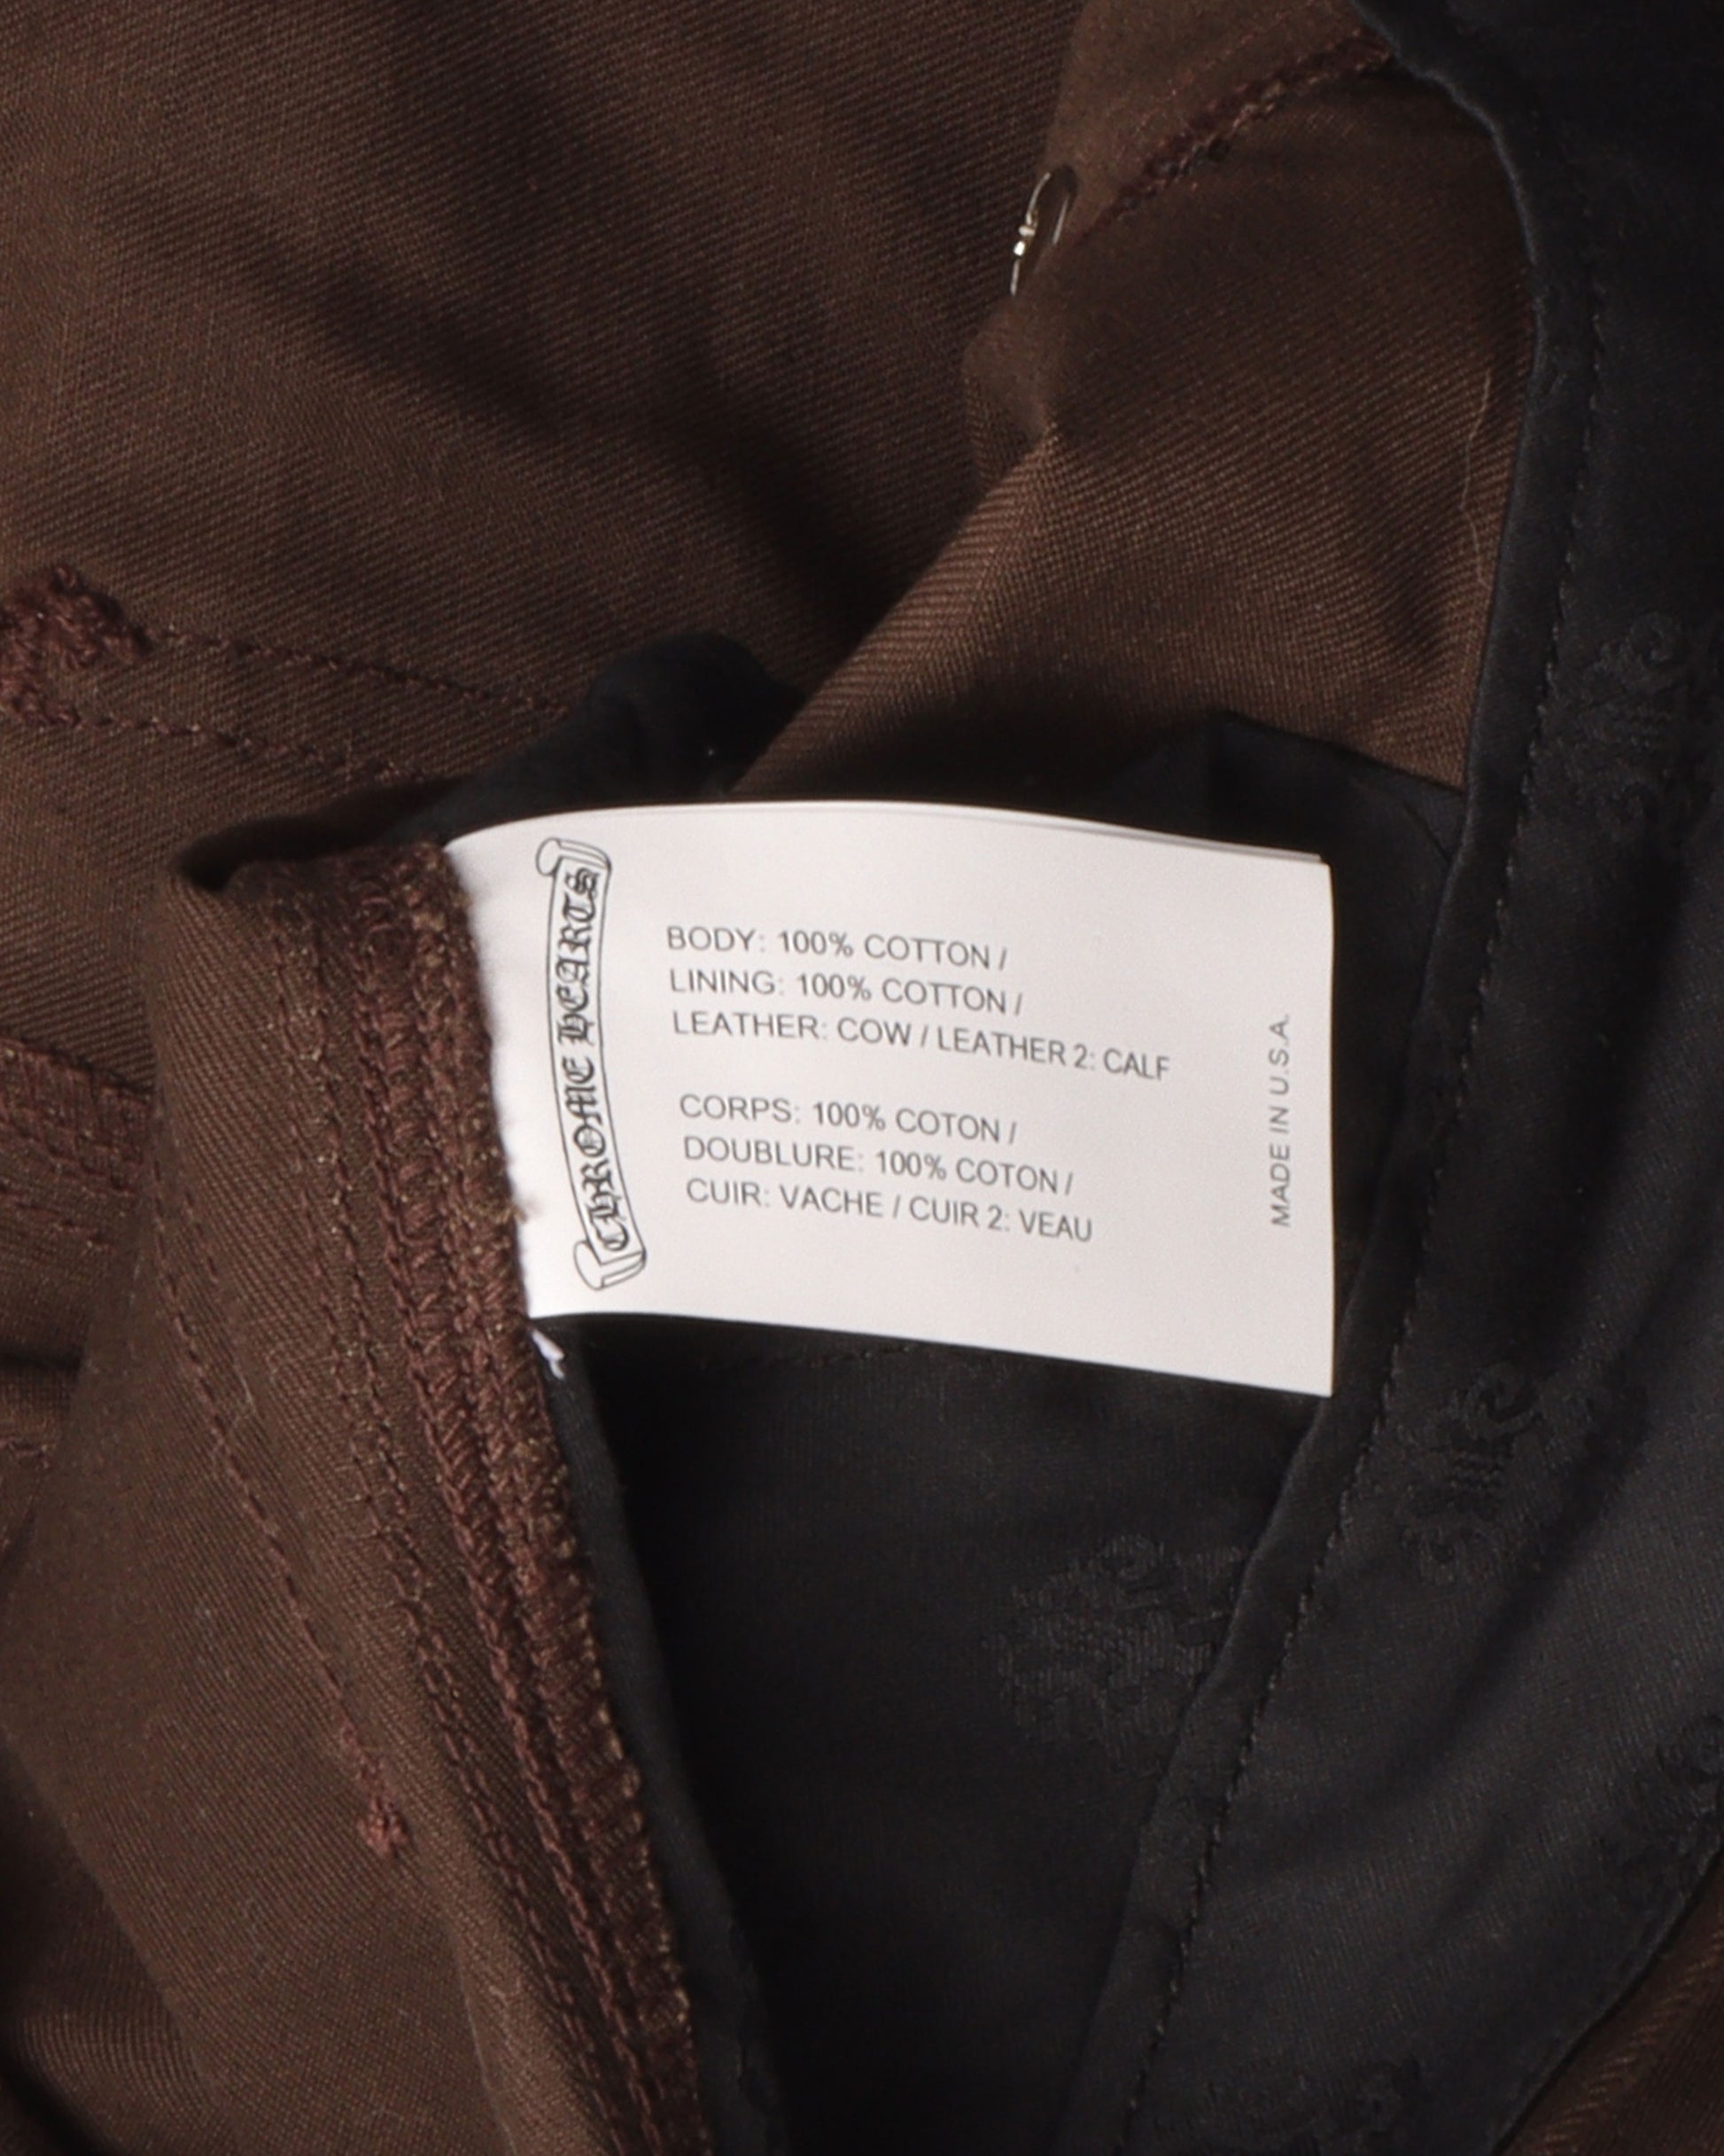 CHROME HEARTS
BODY: 100% COTTON /
LINING: 100% COTTON /
LEATHER: COW / LEATHER 2: CALF
CORPS: 100% COTON /
DOUBLURE: 100% COTON /
CUIR: VACHE / CUIR 2: VEAU
MADE IN U.S.A.